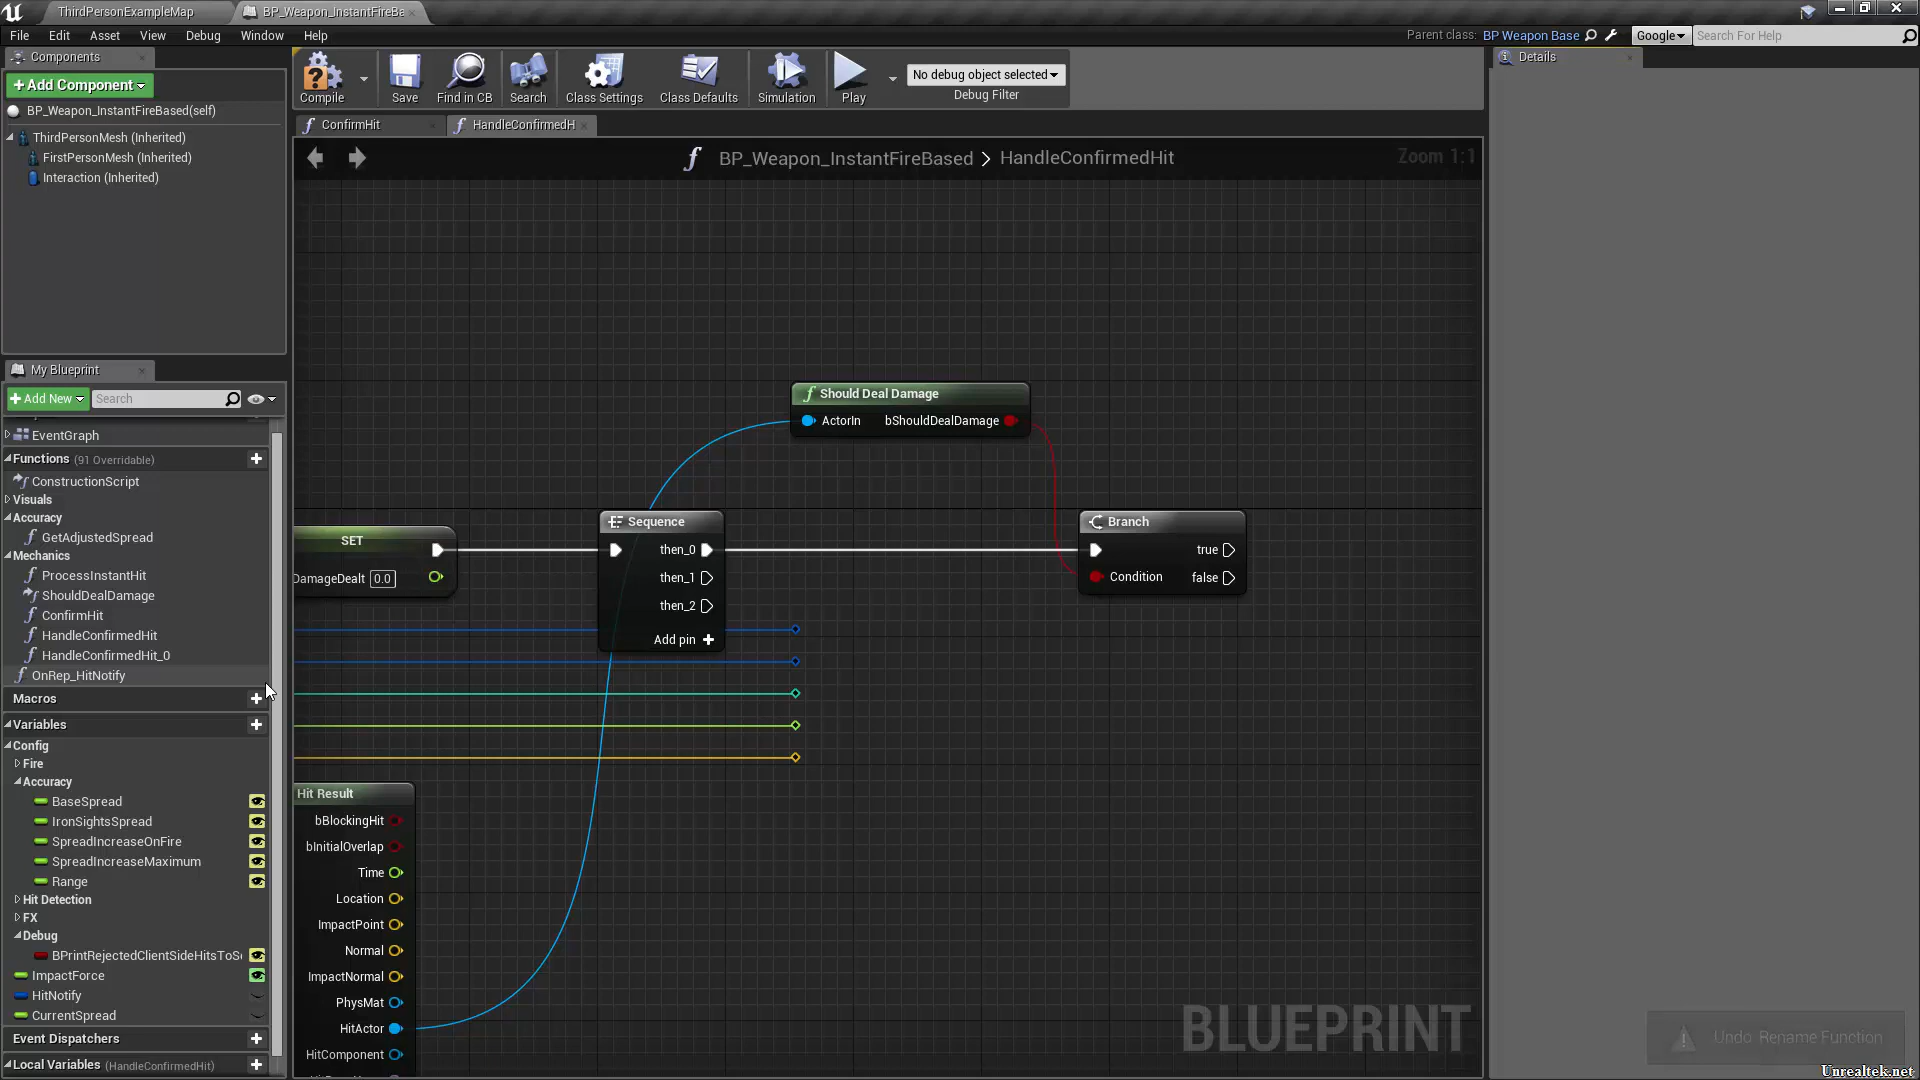 ThirdPersonExampleMap
BP_Weapon_InstantFireBa
File Edit Asset View Debug Window Help
Parent class: BP Weapon Base
Google
Search For Help
Components
Add Component
BP_Weapon_InstantFireBased(self)
ThirdPersonMesh (Inherited)
FirstPersonMesh (Inherited)
Interaction (Inherited)
Compile
Save
Find in CB
Search
Class Settings
Class Defaults
Simulation
Play
No debug object selected
Debug Filter
Details
ConfirmHit
HandleConfirmedH
BP_Weapon_InstantFireBased > HandleConfirmedHit
Zoom 1:1
My Blueprint
Add New
Search
EventGraph
Functions (91 Overridable)
ConstructionScript
Visuals
Accuracy
GetAdjustedSpread
Mechanics
ProcessInstantHit
ShouldDealDamage
ConfirmHit
HandleConfirmedHit
HandleConfirmedHit_0
OnRep_HitNotify
Macros
Variables
Config
Fire
Accuracy
BaseSpread
IronSightsSpread
SpreadIncreaseOnFire
SpreadIncreaseMaximum
Range
Hit Detection
FX
Debug
BPrintRejectedClientSideHitsToS
ImpactForce
HitNotify
CurrentSpread
Event Dispatchers
Local Variables (HandleConfirmedHit)
Should Deal Damage
ActorIn bShouldDealDamage
SET
DamageDealt 0.0
Sequence
then_0
then_1
then_2
Add pin
Branch
true
Condition false
Hit Result
bBlockingHit
bInitialOverlap
Time
Location
ImpactPoint
Normal
ImpactNormal
PhysMat
HitActor
HitComponent
BLUEPRINT
Undo Rename Function
Unrealtek.net